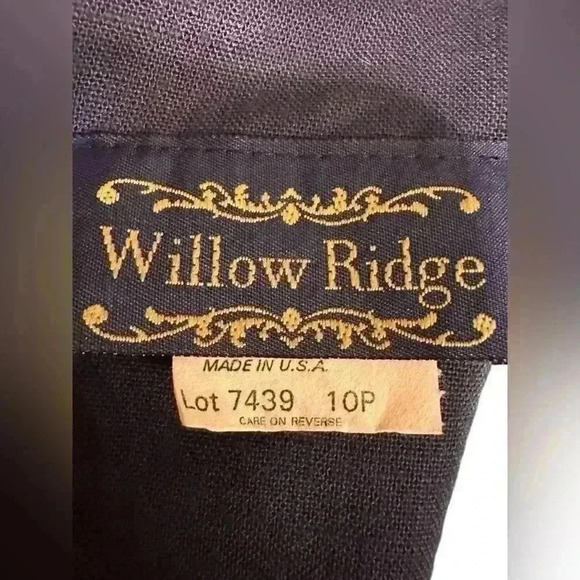 Willow Ridge
MADE IN U.S.A.
Lot 7439 10P
CARE ON REVERSE